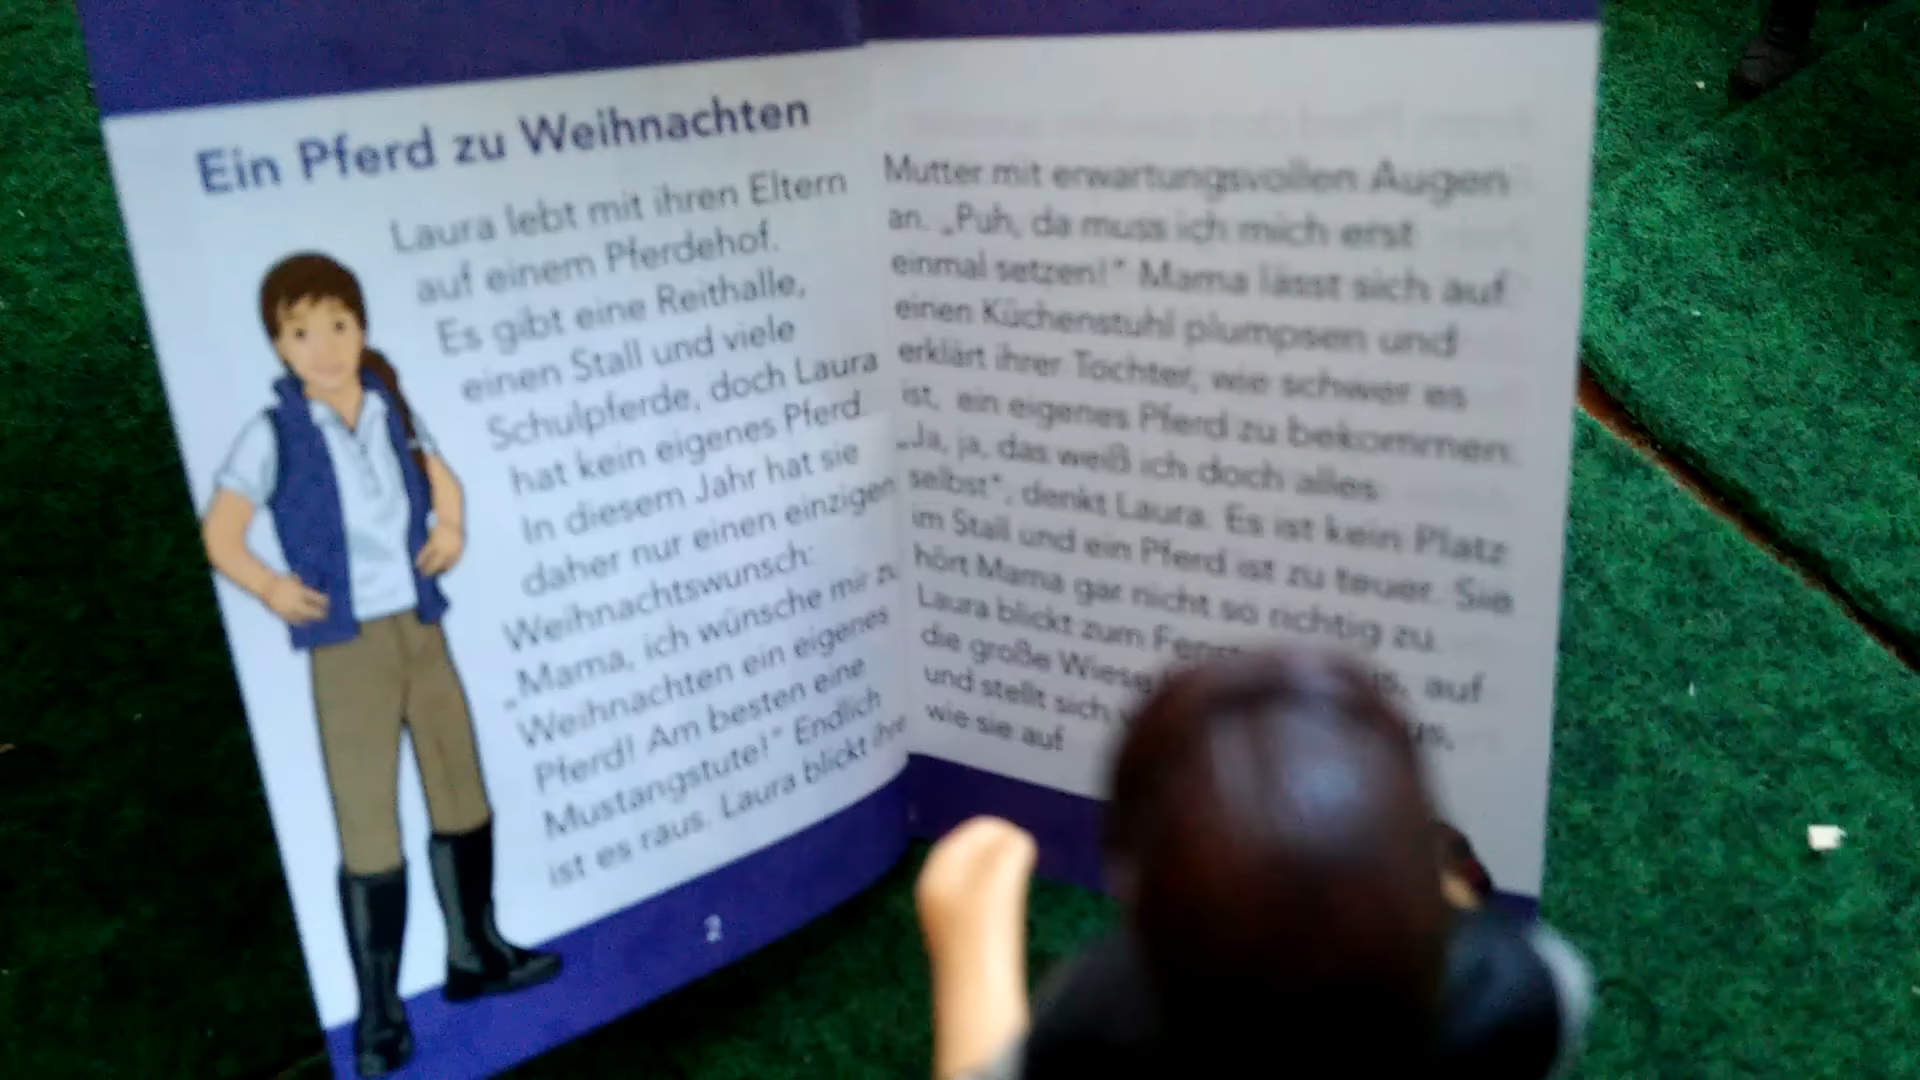 Ein Pferd zu Weihnachten
Laura lebt mit ihren Eltern
auf einem Pferdehof.
Es gibt eine Reithalle,
einen Stall und viele
Schulpferde, doch Laura
hat kein eigenes Pferd.
In diesem Jahr hat sie
daher nur einen einzigen
Weihnachtswunsch:
„Mama, ich wünsche mir zu
Weihnachten ein eigenes
Pferd! Am besten eine
Mustangstute!“ Endlich
ist es raus. Laura blickt ihre
2
Mutter mit erwartungsvollen Augen
an. „Puh, da muss ich mich erst
einmal setzen!“ Mama lässt sich auf
einen Küchenstuhl plumpsen und
erklärt ihrer Tochter, wie schwer es
ist, ein eigenes Pferd zu bekommen.
„Ja, ja, das weiß ich doch alles
selbst“, denkt Laura. Es ist kein Platz
im Stall und ein Pferd ist zu teuer. Sie
hört Mama gar nicht so richtig zu.
Laura blickt zum auf
die große Wiese
und stellt sich
wie sie auf